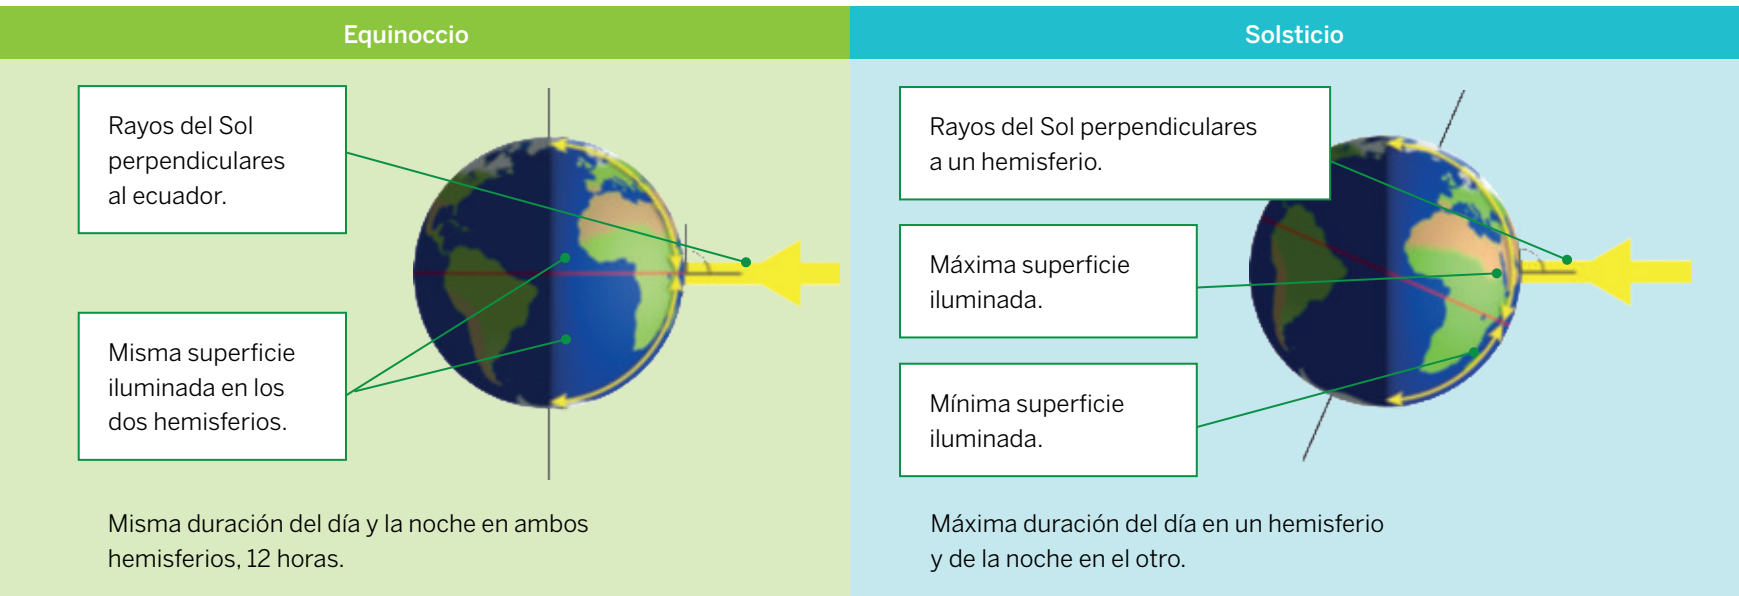 Equinoccio
Rayos del Sol
perpendiculares
al ecuador.
Misma superficie
iluminada en los
dos hemisferios.
Misma duración del día y la noche en ambos
hemisferios, 12 horas.
Solsticio
Rayos del Sol perpendiculares
a un hemisferio.
Máxima superficie
iluminada.
Mínima superficie
iluminada.
Máxima duración del día en un hemisferio
y de la noche en el otro.